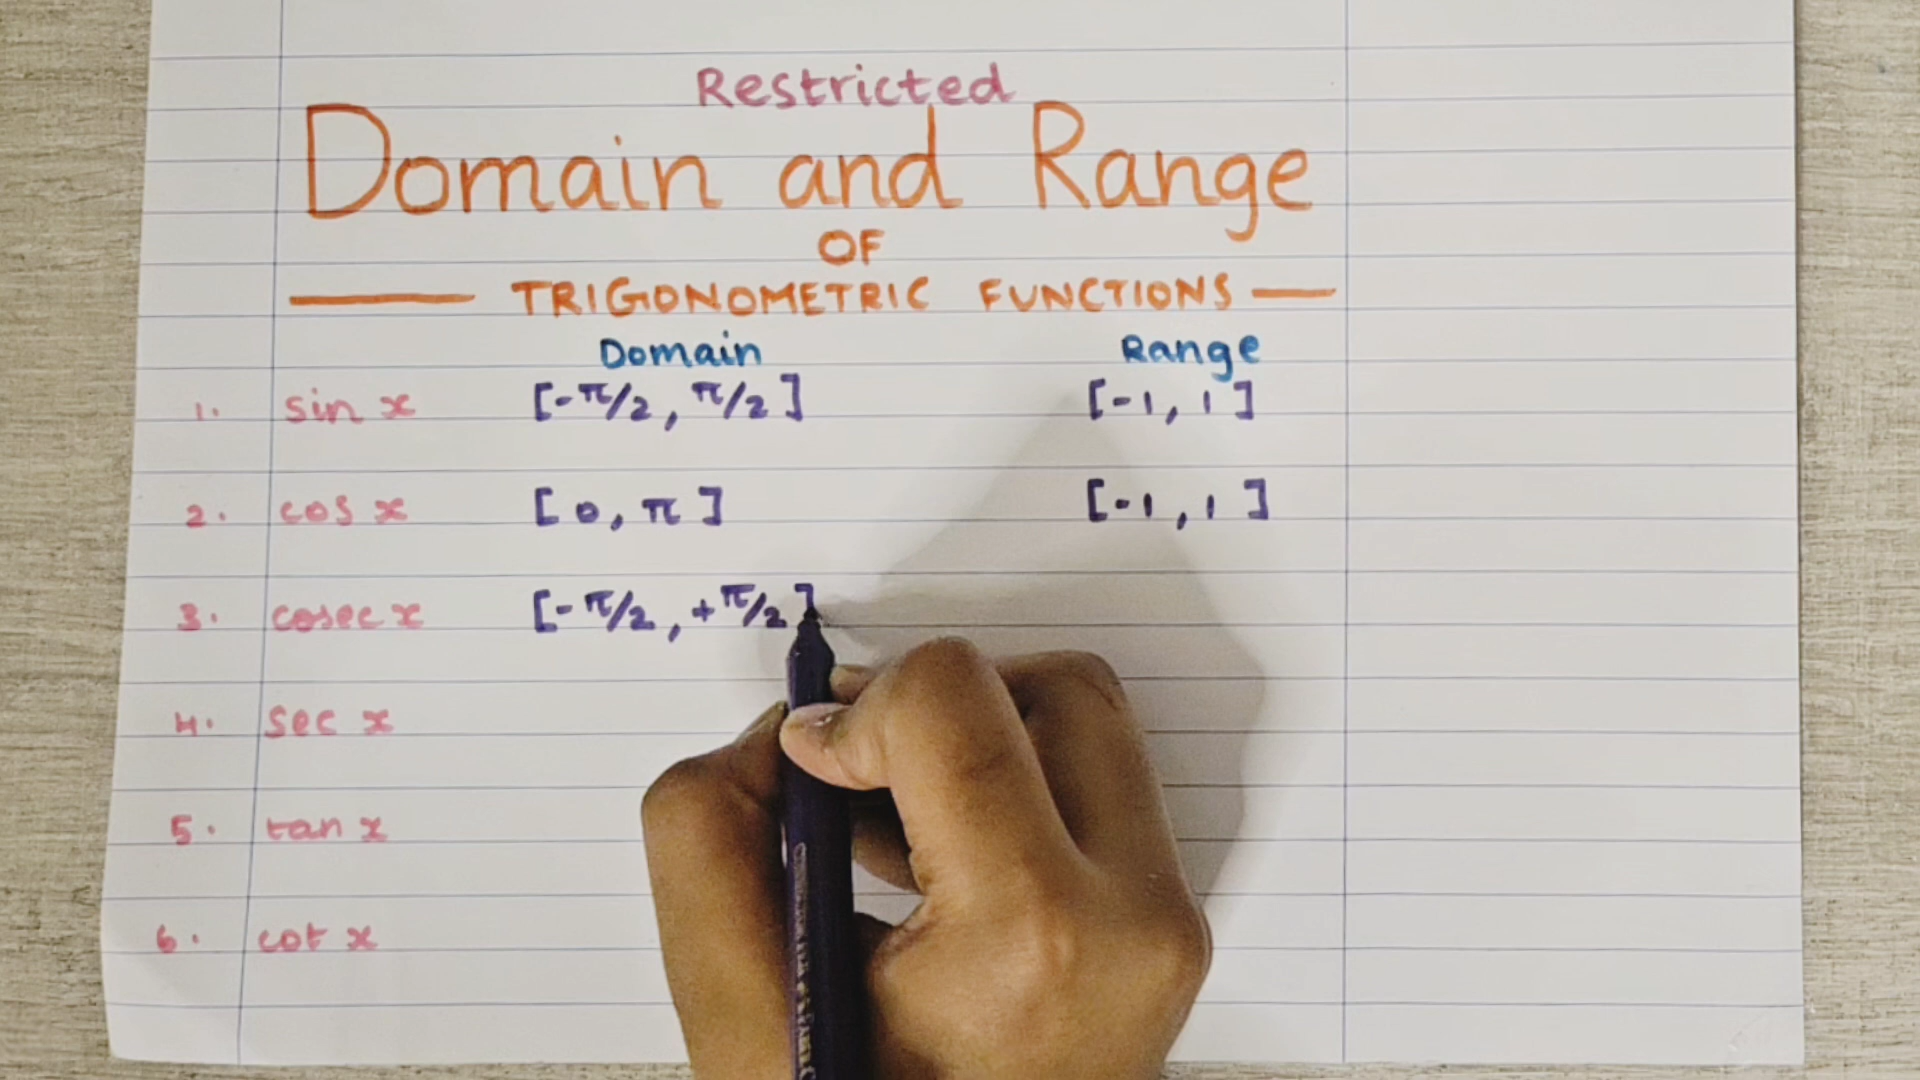 Restricted
Domain and Range
OF
TRIGONOMETRIC FUNCTIONS
Domain Range
1. sin x [-π/2, π/2] [-1, 1]
2. cos x [0, π] [-1, 1]
3. cosec x [-π/2, +π/2]
4. sec x
5. tan x
6. cot x